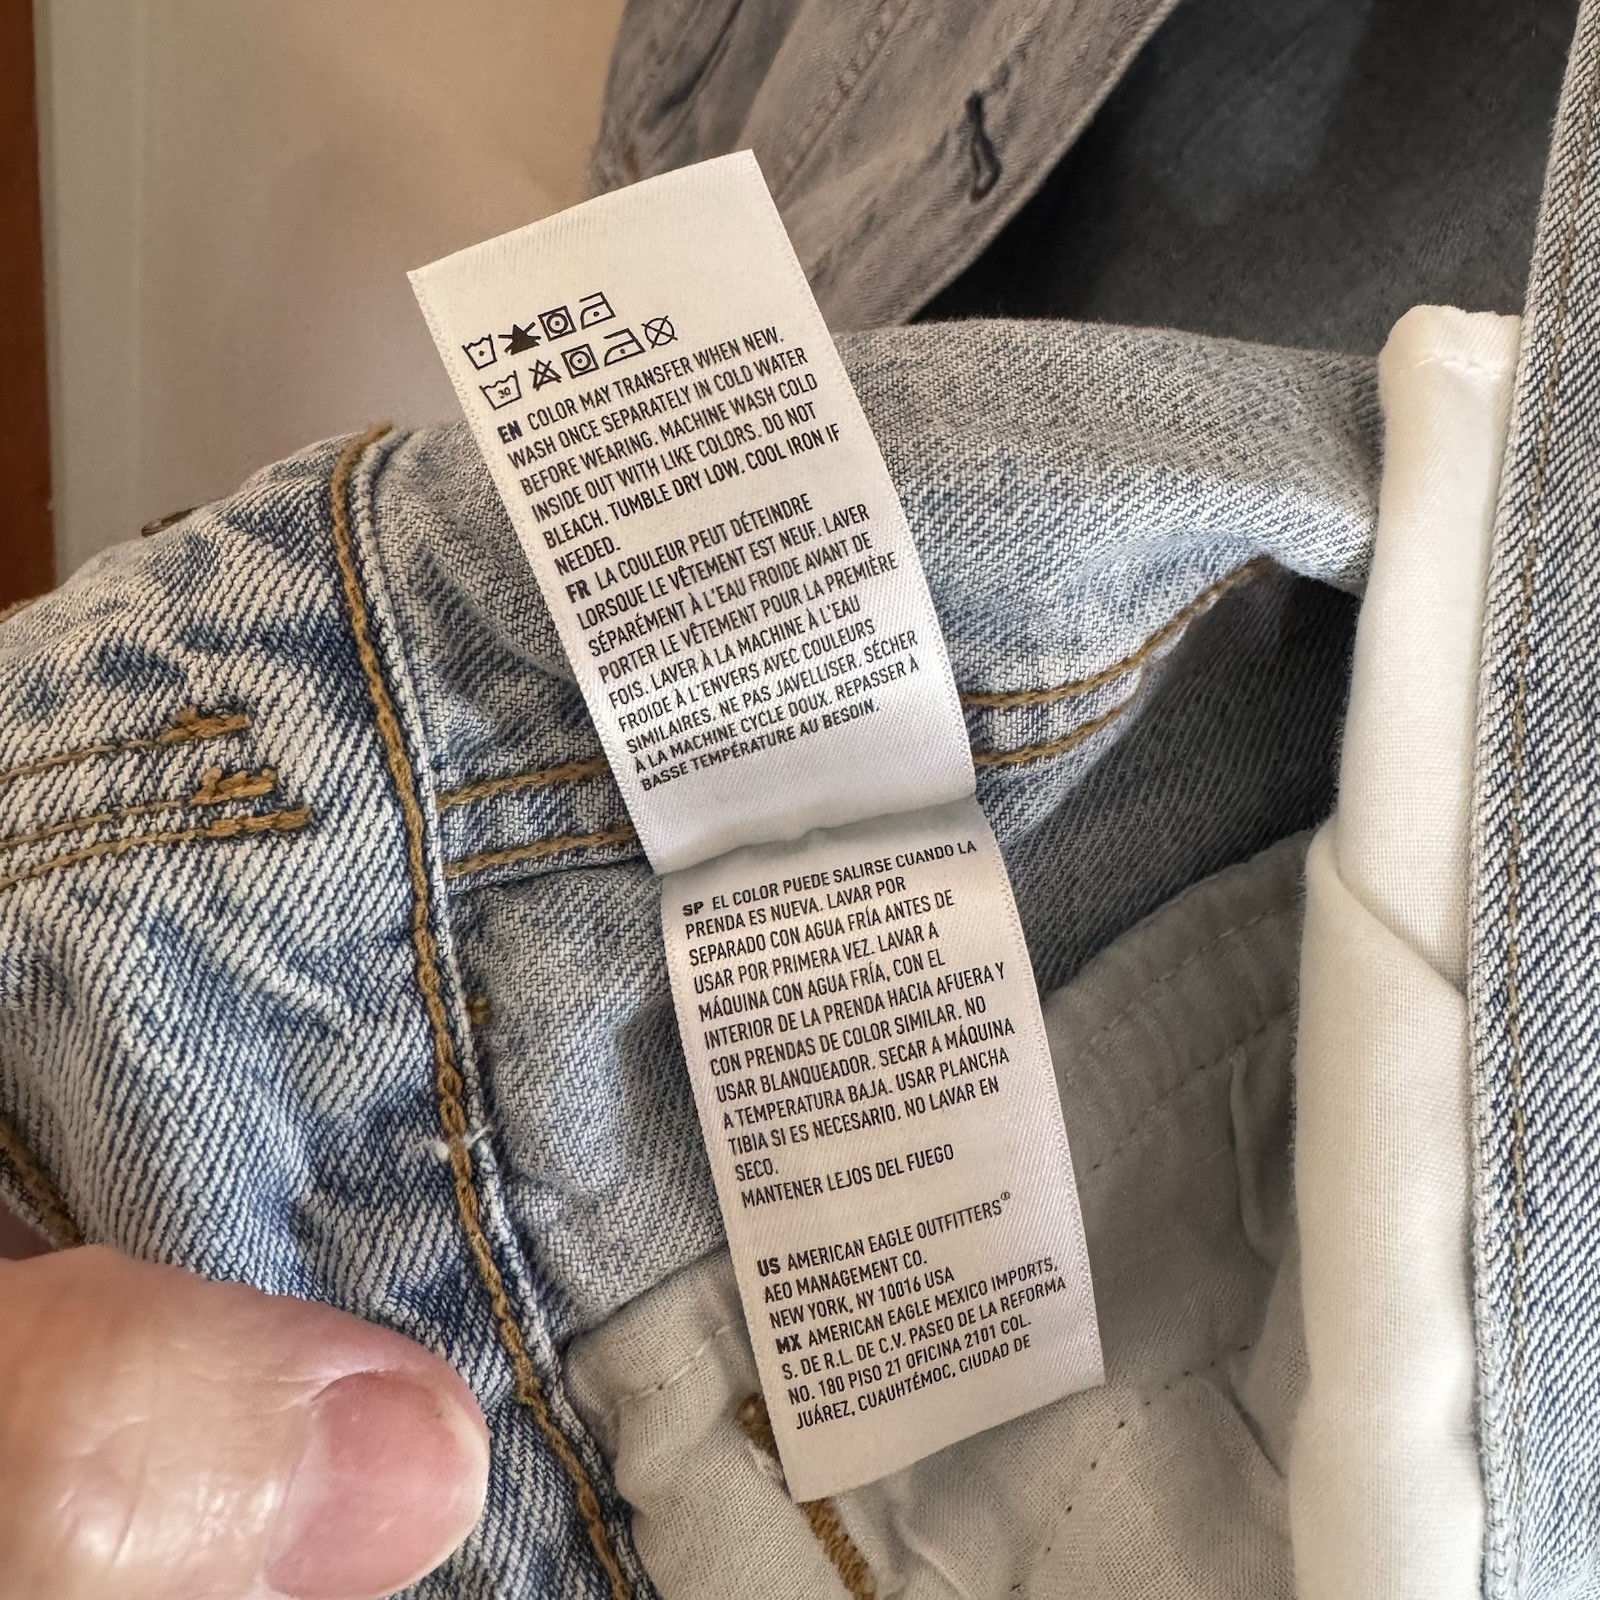 30
EN COLOR MAY TRANSFER WHEN NEW.
WASH ONCE SEPARATELY IN COLD WATER
BEFORE WEARING. MACHINE WASH COLD
INSIDE OUT WITH LIKE COLORS. DO NOT
BLEACH. TUMBLE DRY LOW. COOL IRON IF
NEEDED.
FR LA COULEUR PEUT DÉTEINDRE
LORSQUE LE VÊTEMENT EST NEUF. LAVER
SÉPARÉMENT À L'EAU FROIDE AVANT DE
PORTER LE VÊTEMENT POUR LA PREMIÈRE
FOIS. LAVER À LA MACHINE À L'EAU
FROIDE À L'ENVERS AVEC COULEURS
SIMILAIRES. NE PAS JAVELLISER. SÉCHER
À LA MACHINE CYCLE DOUX. REPASSER À
BASSE TEMPÉRATURE AU BESOIN.
SP EL COLOR PUEDE SALIRSE CUANDO LA
PRENDA ES NUEVA. LAVAR POR
SEPARADO CON AGUA FRÍA ANTES DE
USAR POR PRIMERA VEZ. LAVAR A
MÁQUINA CON AGUA FRÍA, CON EL
INTERIOR DE LA PRENDA HACIA AFUERA Y
CON PRENDAS DE COLOR SIMILAR. NO
USAR BLANQUEADOR. SECAR A MÁQUINA
A TEMPERATURA BAJA. USAR PLANCHA
TIBIA SI ES NECESARIO. NO LAVAR EN
SECO.
MANTENER LEJOS DEL FUEGO
US AMERICAN EAGLE OUTFITTERS®
AEO MANAGEMENT CO.
NEW YORK, NY 10016 USA
MX AMERICAN EAGLE MEXICO IMPORTS,
S. DE R.L. DE C.V. PASEO DE LA REFORMA
NO. 180 PISO 21 OFICINA 2101 COL.
JUÁREZ, CUAUHTÉMOC, CIUDAD DE